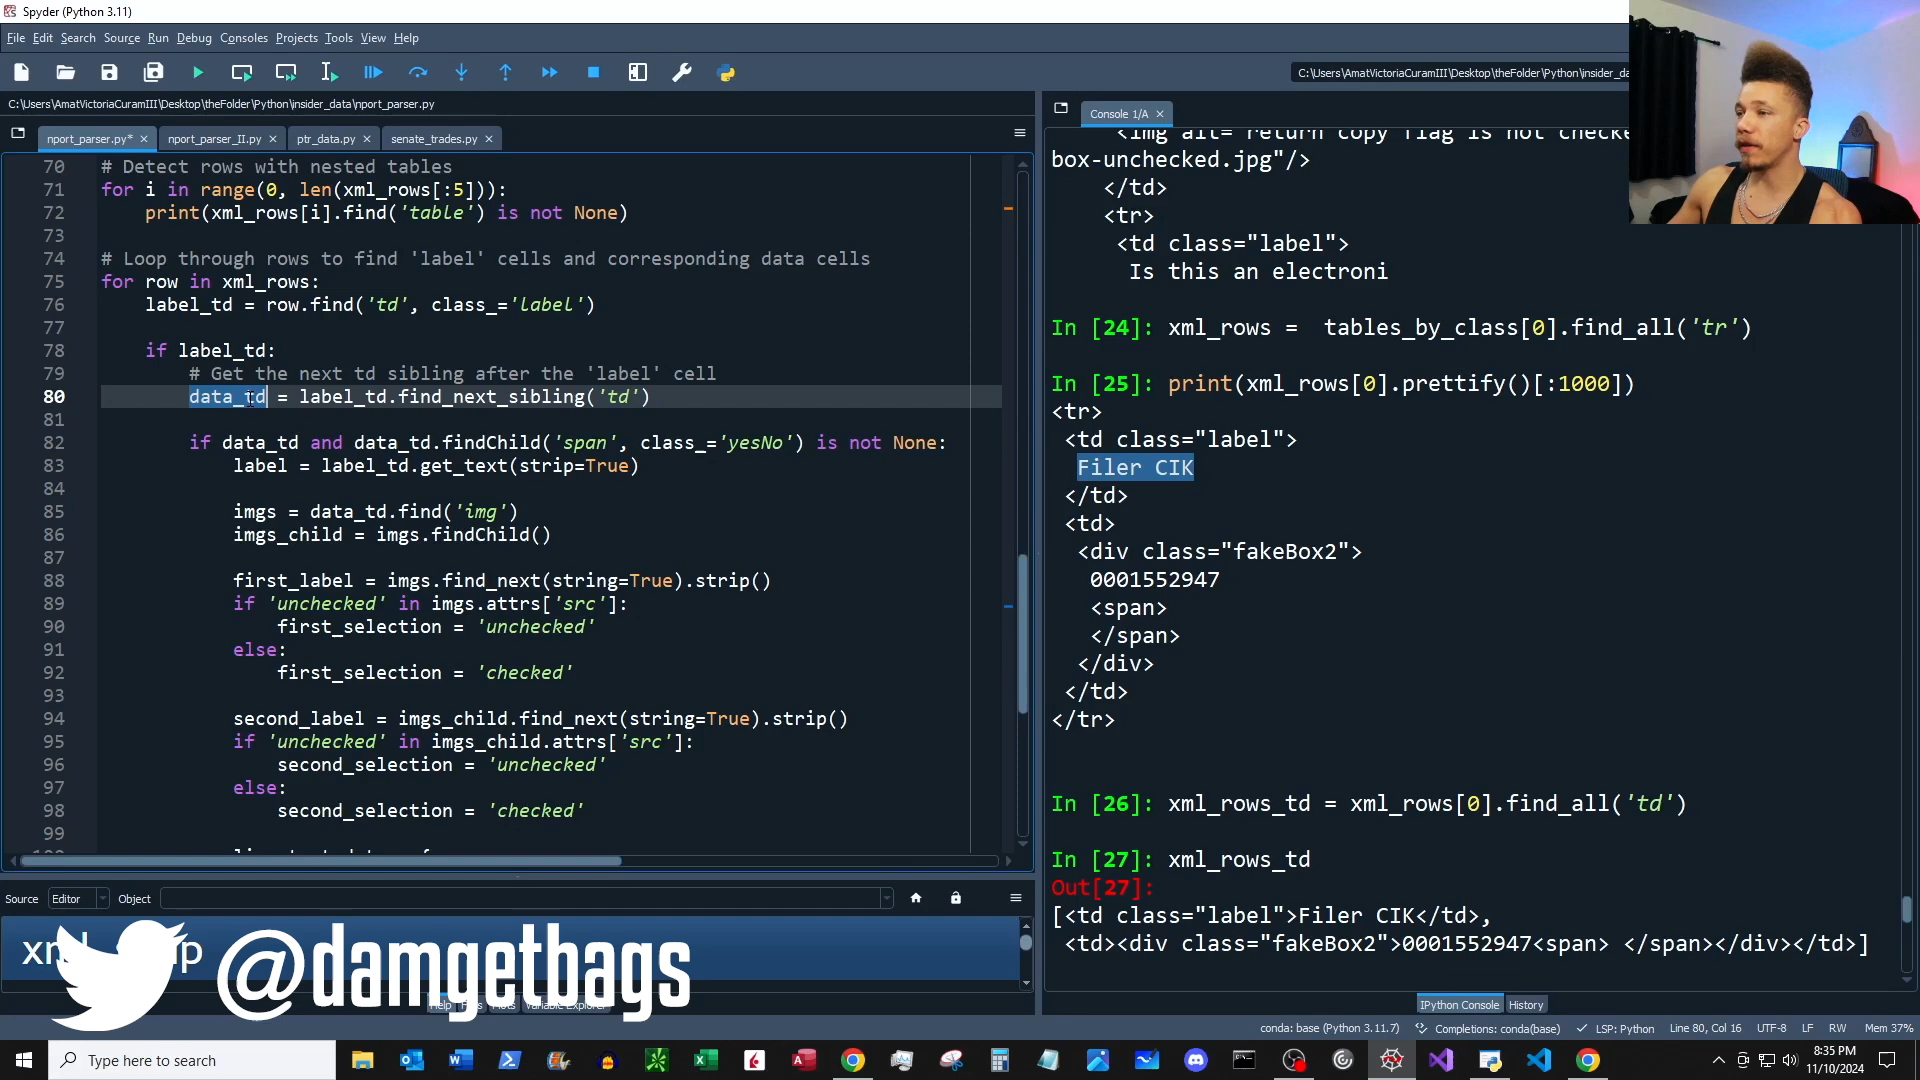 Spyder (Python 3.11)
File Edit Search Source Run Debug Consoles Projects Tools View Help
C:\Users\AmatVictoriaCuramIII\Desktop\theFolder\Python\insider_da
C:\Users\AmatVictoriaCuramIII\Desktop\theFolder\Python\insider_data\nport_parser.py
nport_parser.py* nport_parser_II.py ptr_data.py senate_trades.py
70 # Detect rows with nested tables
71 for i in range(0, len(xml_rows[:5])):
72 print(xml_rows[i].find('table') is not None)
73
74 # Loop through rows to find 'label' cells and corresponding data cells
75 for row in xml_rows:
76 label_td = row.find('td', class_='label')
77
78 if label_td:
79 # Get the next td sibling after the 'label' cell
80 data_td = label_td.find_next_sibling('td')
81
82 if data_td and data_td.findChild('span', class_='yesNo') is not None:
83 label = label_td.get_text(strip=True)
84
85 imgs = data_td.find('img')
86 imgs_child = imgs.findChild()
87
88 first_label = imgs.find_next(string=True).strip()
89 if 'unchecked' in imgs.attrs['src']:
90 first_selection = 'unchecked'
91 else:
92 first_selection = 'checked'
93
94 second_label = imgs_child.find_next(string=True).strip()
95 if 'unchecked' in imgs_child.attrs['src']:
96 second_selection = 'unchecked'
97 else:
98 second_selection = 'checked'
99
Source Editor Object
@damgetbags
Console 1/A
<img alt="return copy flag is not checke
box-unchecked.jpg"/>
</td>
<tr>
<td class="label">
Is this an electroni
In [24]: xml_rows =  tables_by_class[0].find_all('tr')
In [25]: print(xml_rows[0].prettify()[:1000])
<tr>
<td class="label">
Filer CIK
</td>
<td>
<div class="fakeBox2">
0001552947
<span>
</span>
</div>
</td>
</tr>
In [26]: xml_rows_td = xml_rows[0].find_all('td')
In [27]: xml_rows_td
Out[27]:
[<td class="label">Filer CIK</td>,
<td><div class="fakeBox2">0001552947<span> </span></div></td>]
IPython Console History
conda: base (Python 3.11.7) Completions: conda(base) LSP: Python Line 80, Col 16 UTF-8 LF RW Mem 37%
Type here to search
8:35 PM
11/10/2024